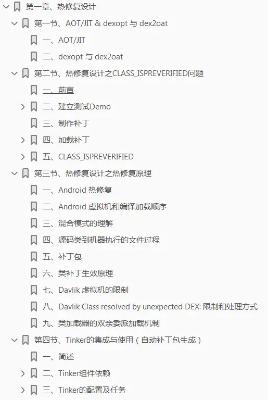 第一章、热修复设计
第一节、AOT/JIT & dexopt 与 dex2oat
一、AOT/JIT
二、dexopt 与 dex2oat
第二节、热修复设计之CLASS_ISPREVERIFIED问题
一、前言
二、建立测试Demo
三、制作补丁
四、加载补丁
五、CLASS_ISPREVERIFIED
第三节、热修复设计之热修复原理
一、Android 热修复
二、Android 虚拟机和编译加载顺序
三、混合模式的理解
四、源码类到机器执行的文件过程
五、补丁包
六、类补丁生效原理
七、Davlik 虚拟机的限制
八、Davlik Class resolved by unexpected DEX: 限制和处理方式
九、类加载器的双亲委派加载机制
第四节、Tinker的集成与使用（自动补丁包生成）
一、简述
二、Tinker组件依赖
三、Tinker的配置及任务